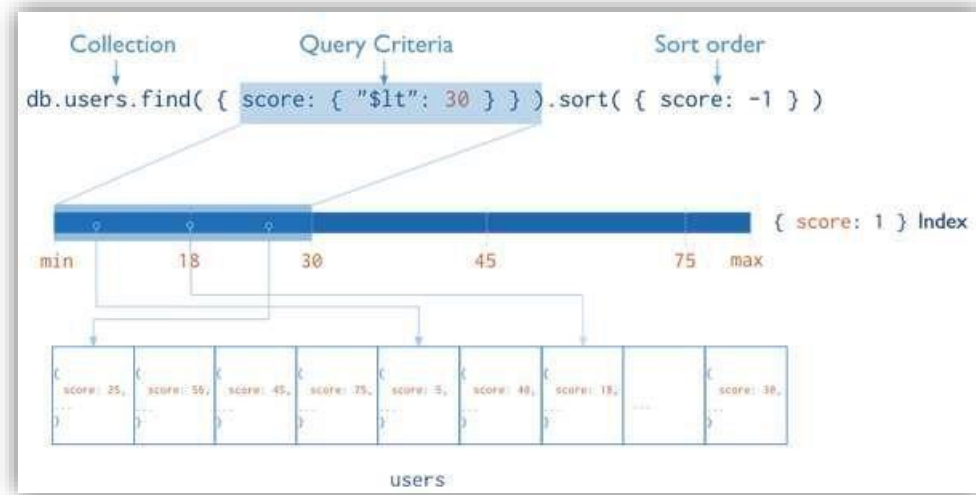 Collection Query Criteria Sort order
db.users.find( { score: { "$lt": 30 } } ).sort( { score: -1 } )
{ score: 1 } Index
min 18 30 45 75 max
{ { { { { { { {
score: 25, score: 56, score: 45, score: 75, score: 5, score: 40, score: 18, ... score: 30,
... ... ... ... ... ... ... ...
} } } } } } } }
users